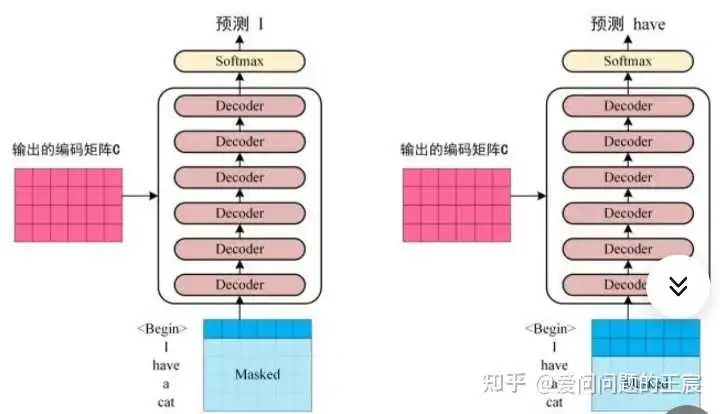 预测 I
Softmax
Decoder
Decoder
Decoder
Decoder
Decoder
Decoder
输出的编码矩阵C
<Begin>
I
have
a
cat
Masked
预测 have
Softmax
Decoder
Decoder
Decoder
Decoder
Decoder
Decoder
输出的编码矩阵C
<Begin>
I
have
a
cat
Masked
知乎 @爱问问题的王宸